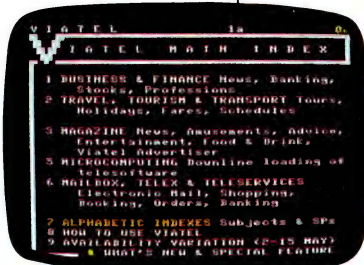 VIATEL 1a 0.
VIATEL MAIN INDEX
1 BUSINESS & FINANCE News, Banking,
Stocks, Professions
2 TRAVEL, TOURISM & TRANSPORT Tours,
Holidays, Fares, Schedules
3 MAGAZINE News, Amusements, Advice,
Entertainment, Food & Drink,
Viatel Advertiser
5 MICROCOMPUTING Downline loading of
telesoftware
6 MAILBOX, TELEX & TELESERVICES
Electronic Mail, Shopping,
Booking, Orders, Banking
7 ALPHABETIC INDEXES Subjects & SPs
8 HOW TO USE VIATEL
9 AVAILABILITY VARIATION (2-15 MAY)
* WHAT'S NEW & SPECIAL FEATURE